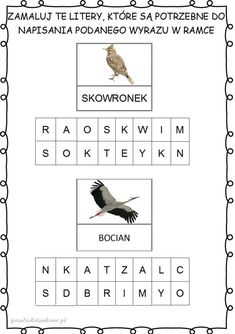 ZAMALUJ TE LITERY, KTÓRE SĄ POTRZEBNE DO
NAPISANIA PODANEGO WYRAZU W RAMCE
SKOWRONEK
R A O S K W I M
S O K T E Y K N
BOCIAN
N K A T Z A L C
S D B R I M Y O
przedszkolankowo.pl